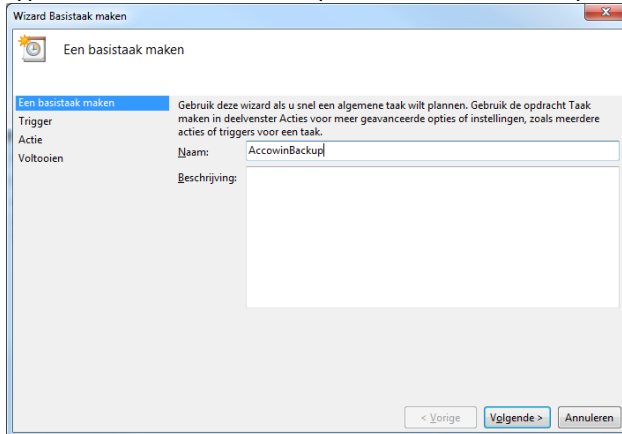 Wizard Basistaak maken
Een basistaak maken
Een basistaak maken
Trigger
Actie
Voltooien
Gebruik deze wizard als u snel een algemene taak wilt plannen. Gebruik de opdracht Taak
maken in deelvenster Acties voor meer geavanceerde opties of instellingen, zoals meerdere
acties of triggers voor een taak.
Naam: AccowinBackup
Beschrijving:
< Vorige Volgende > Annuleren